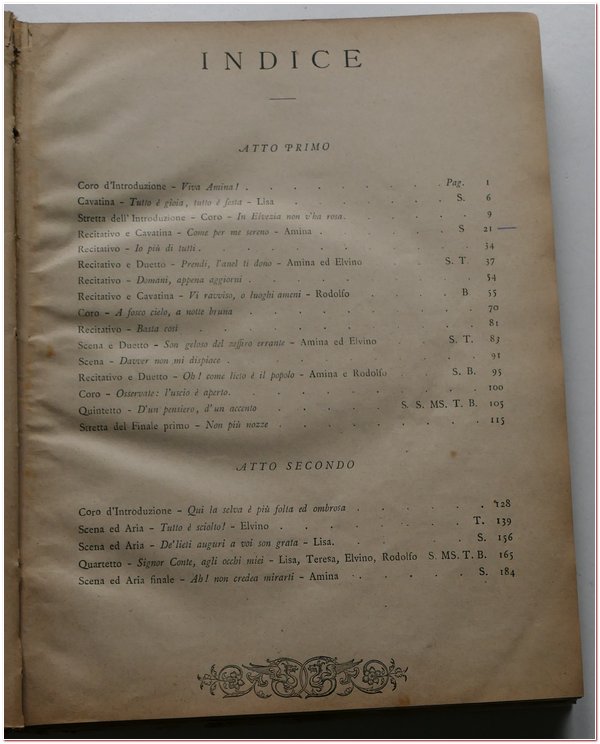 INDICE
ATTO PRIMO
Coro d'Introduzione - Viva Amina! . . . . . . . Pag. 1
Cavatina - Tutto è gioia, tutto è festa - Lisa . . . . . . S. 6
Stretta dell'Introduzione - Coro - In Elvezia non v'ha rosa. . . . . . 9
Recitativo e Cavatina - Come per me sereno - Amina . . . . . S 21
Recitativo - Io più di tutti . . . . . . . . 34
Recitativo e Duetto - Prendi, l'anel ti dono - Amina ed Elvino . . . S. T. 37
Recitativo - Domani, appena aggiorni . . . . . . . 54
Recitativo e Cavatina - Vi ravviso, o luoghi ameni - Rodolfo . . . . B 55
Coro - A fosco cielo, a notte bruna . . . . . . . 70
Recitativo - Basta così . . . . . . . . 81
Scena e Duetto - Son geloso del zeffiro errante - Amina ed Elvino . . . S. T. 83
Scena - Davver non mi dispiace . . . . . . . . 91
Recitativo e Duetto - Oh! come lieto è il popolo - Amina e Rodolfo . . S. B. 95
Coro - Osservate: l'uscio è aperto. . . . . . . . 100
Quintetto - D'un pensiero, d'un accento . . . . S. S. MS. T. B. 105
Stretta del Finale primo - Non più nozze . . . . . . . 115
ATTO SECONDO
Coro d'Introduzione - Qui la selva è più folta ed ombrosa . . . . . . 128
Scena ed Aria - Tutto è sciolto! - Elvino . . . . . . T. 139
Scena ed Aria - De'lieti auguri a voi son grata - Lisa. . . . . . S. 156
Quartetto - Signor Conte, agli occhi miei - Lisa, Teresa, Elvino, Rodolfo S. MS. T. B. 165
Scena ed Aria finale - Ah! non credea mirarti - Amina . . . . . S. 184